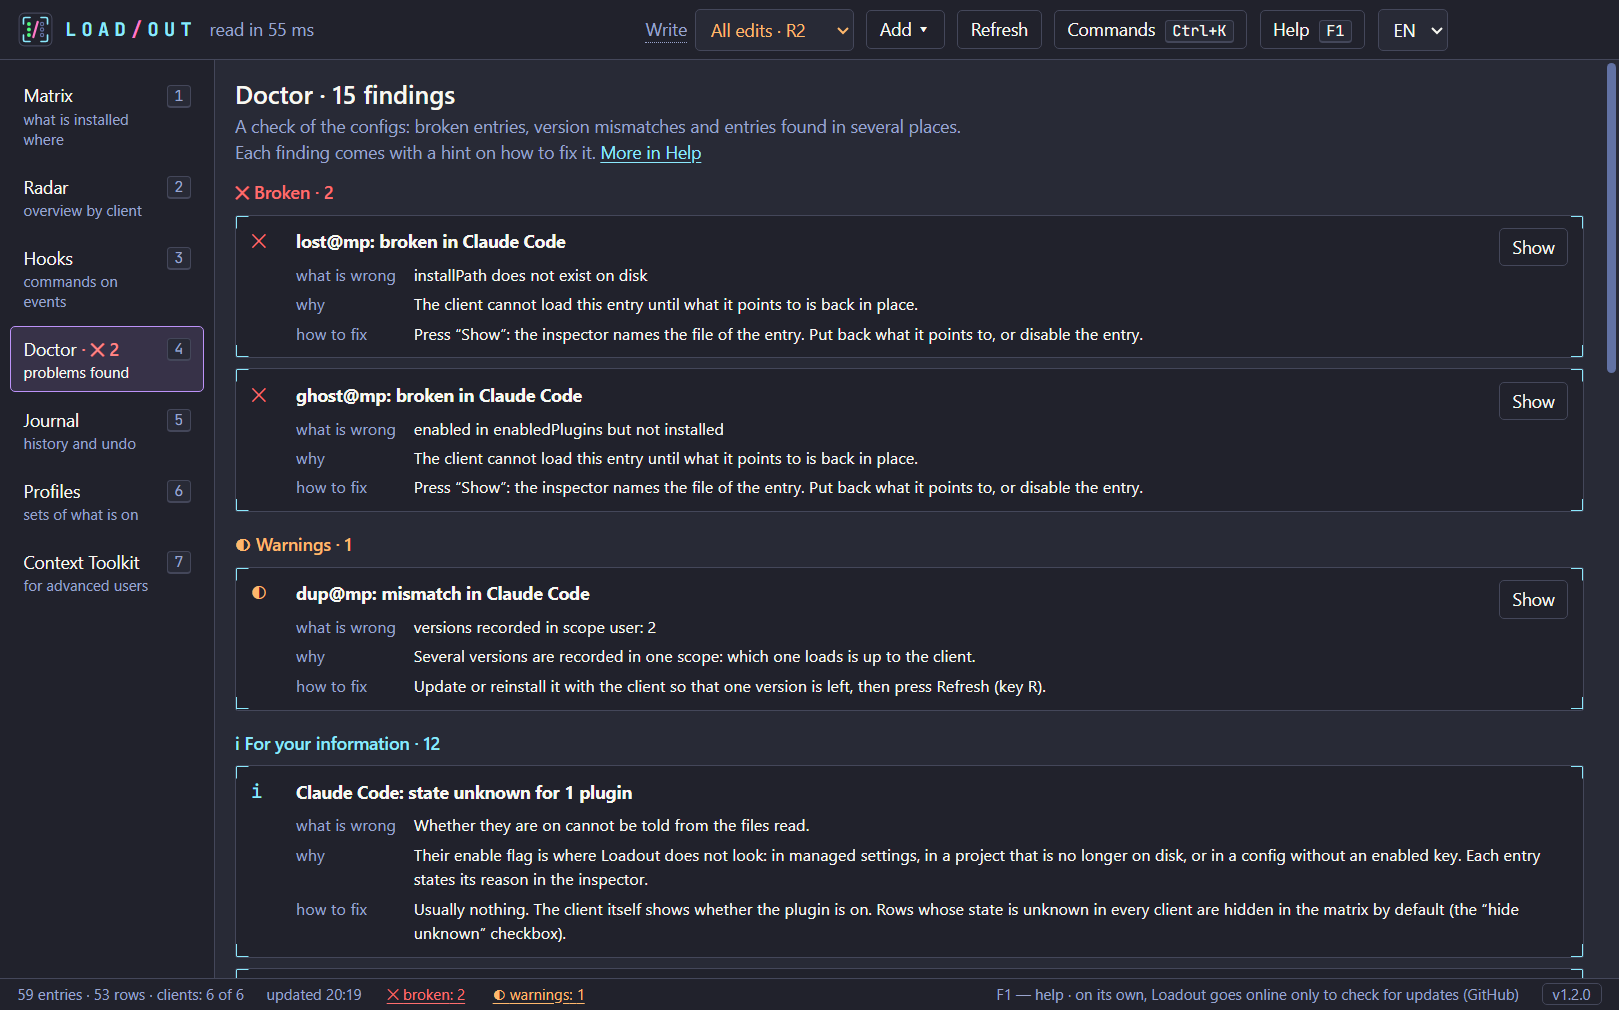 LOAD/OUT
read in 55 ms
Write
All edits · R2
Add ▾
Refresh
Commands Ctrl+K
Help F1
EN
Matrix 1
what is installed
where
Radar 2
overview by client
Hooks 3
commands on
events
Doctor · ✕ 2 4
problems found
Journal 5
history and undo
Profiles 6
sets of what is on
Context Toolkit 7
for advanced users
Doctor · 15 findings
A check of the configs: broken entries, version mismatches and entries found in several places.
Each finding comes with a hint on how to fix it. More in Help
✕ Broken · 2
lost@mp: broken in Claude Code
Show
what is wrong installPath does not exist on disk
why The client cannot load this entry until what it points to is back in place.
how to fix Press “Show”: the inspector names the file of the entry. Put back what it points to, or disable the entry.
ghost@mp: broken in Claude Code
Show
what is wrong enabled in enabledPlugins but not installed
why The client cannot load this entry until what it points to is back in place.
how to fix Press “Show”: the inspector names the file of the entry. Put back what it points to, or disable the entry.
◐ Warnings · 1
dup@mp: mismatch in Claude Code
Show
what is wrong versions recorded in scope user: 2
why Several versions are recorded in one scope: which one loads is up to the client.
how to fix Update or reinstall it with the client so that one version is left, then press Refresh (key R).
i For your information · 12
i Claude Code: state unknown for 1 plugin
what is wrong Whether they are on cannot be told from the files read.
why Their enable flag is where Loadout does not look: in managed settings, in a project that is no longer on disk, or in a config without an enabled key. Each entry
states its reason in the inspector.
how to fix Usually nothing. The client itself shows whether the plugin is on. Rows whose state is unknown in every client are hidden in the matrix by default (the “hide
unknown” checkbox).
59 entries · 53 rows · clients: 6 of 6
updated 20:19
✕ broken: 2
◐ warnings: 1
F1 — help · on its own, Loadout goes online only to check for updates (GitHub)
v1.2.0